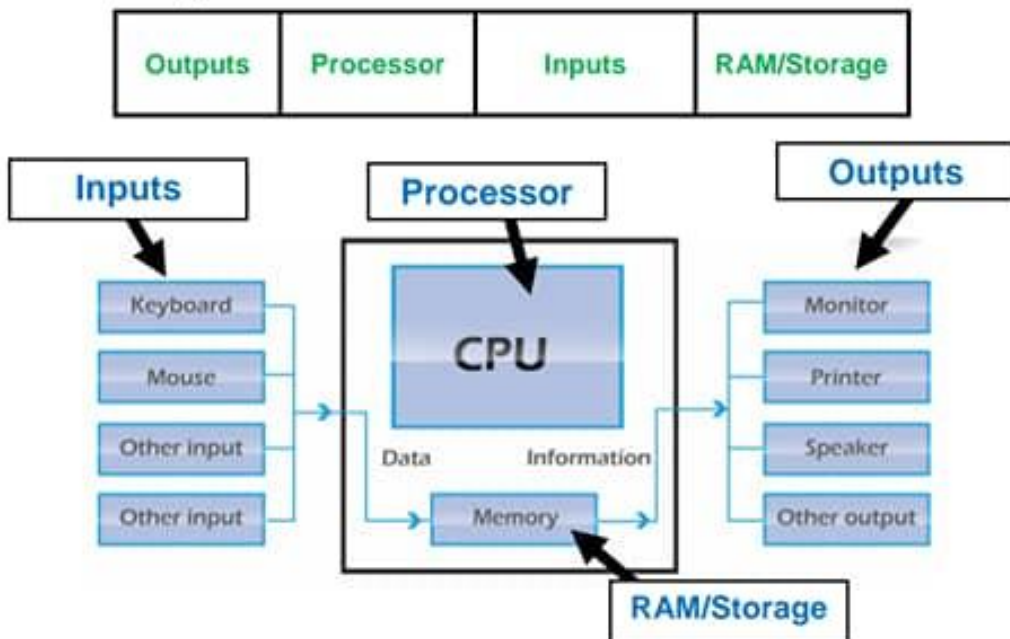 Outputs Processor Inputs RAM/Storage
Inputs
Processor
Outputs
Keyboard
Mouse
Other input
Other input
CPU
Data Information
Memory
Monitor
Printer
Speaker
Other output
RAM/Storage